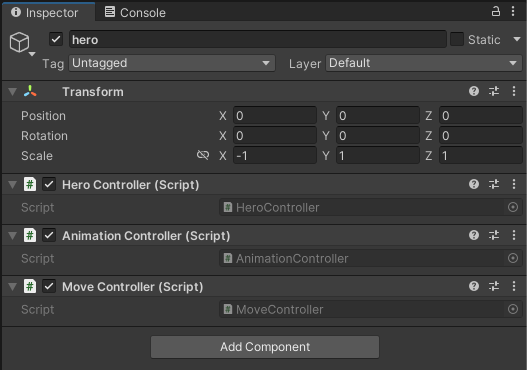 Inspector Console
hero Static
Tag Untagged Layer Default
Transform
Position X 0 Y 0 Z 0
Rotation X 0 Y 0 Z 0
Scale X -1 Y 1 Z 1
# Hero Controller (Script)
Script # HeroController
# Animation Controller (Script)
Script # AnimationController
# Move Controller (Script)
Script # MoveController
Add Component